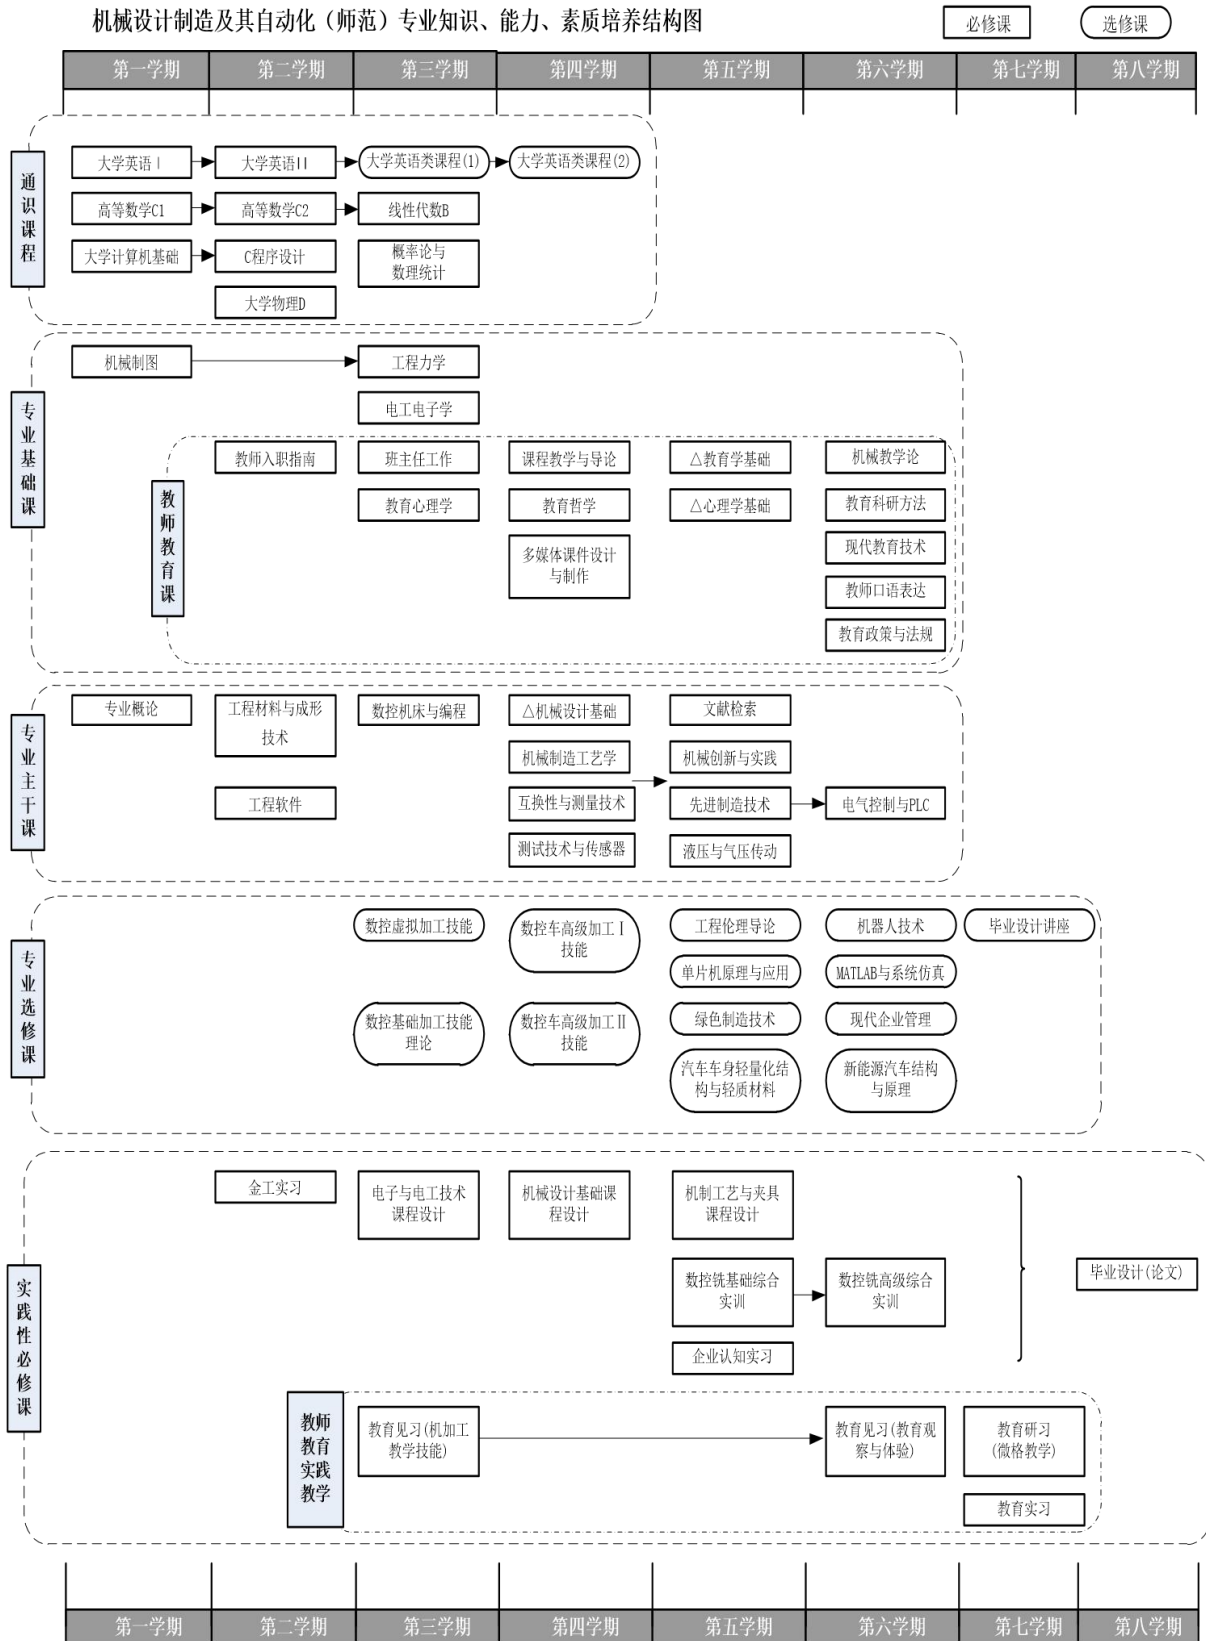 机械设计制造及其自动化（师范）专业知识、能力、素质培养结构图
必修课
选修课
第一学期
第二学期
第三学期
第四学期
第五学期
第六学期
第七学期
第八学期
通识课程
大学英语Ⅰ
大学英语II
大学英语类课程(1)
大学英语类课程(2)
高等数学C1
高等数学C2
线性代数B
大学计算机基础
C程序设计
概率论与
数理统计
大学物理D
专业基础课
机械制图
工程力学
电工电子学
教师教育课
教师入职指南
班主任工作
课程教学与导论
△教育学基础
机械教学论
教育心理学
教育哲学
△心理学基础
教育科研方法
多媒体课件设计
与制作
现代教育技术
教师口语表达
教育政策与法规
专业主干课
专业概论
工程材料与成形
技术
数控机床与编程
△机械设计基础
文献检索
机械制造工艺学
机械创新与实践
工程软件
互换性与测量技术
先进制造技术
电气控制与PLC
测试技术与传感器
液压与气压传动
专业选修课
数控虚拟加工技能
数控车高级加工Ⅰ
技能
工程伦理导论
机器人技术
毕业设计讲座
单片机原理与应用
MATLAB与系统仿真
数控基础加工技能
理论
数控车高级加工Ⅱ
技能
绿色制造技术
现代企业管理
汽车车身轻量化结
构与轻质材料
新能源汽车结构
与原理
实践性必修课
金工实习
电子与电工技术
课程设计
机械设计基础课
程设计
机制工艺与夹具
课程设计
数控铣基础综合
实训
数控铣高级综合
实训
毕业设计(论文)
企业认知实习
教师
教育
实践
教学
教育见习(机加工
教学技能)
教育见习(教育观
察与体验)
教育研习
(微格教学)
教育实习
第一学期
第二学期
第三学期
第四学期
第五学期
第六学期
第七学期
第八学期